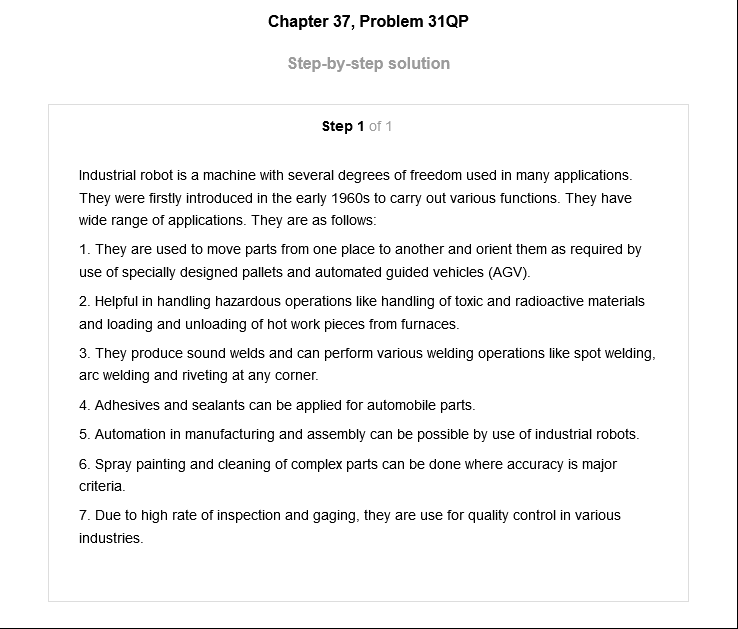 Chapter 37, Problem 31QP
Step-by-step solution
Step 1 of 1
Industrial robot is a machine with several degrees of freedom used in many applications.
They were firstly introduced in the early 1960s to carry out various functions. They have
wide range of applications. They are as follows:
1. They are used to move parts from one place to another and orient them as required by
use of specially designed pallets and automated guided vehicles (AGV).
2. Helpful in handling hazardous operations like handling of toxic and radioactive materials
and loading and unloading of hot work pieces from furnaces.
3. They produce sound welds and can perform various welding operations like spot welding,
arc welding and riveting at any corner.
4. Adhesives and sealants can be applied for automobile parts.
5. Automation in manufacturing and assembly can be possible by use of industrial robots.
6. Spray painting and cleaning of complex parts can be done where accuracy is major
criteria.
7. Due to high rate of inspection and gaging, they are use for quality control in various
industries.